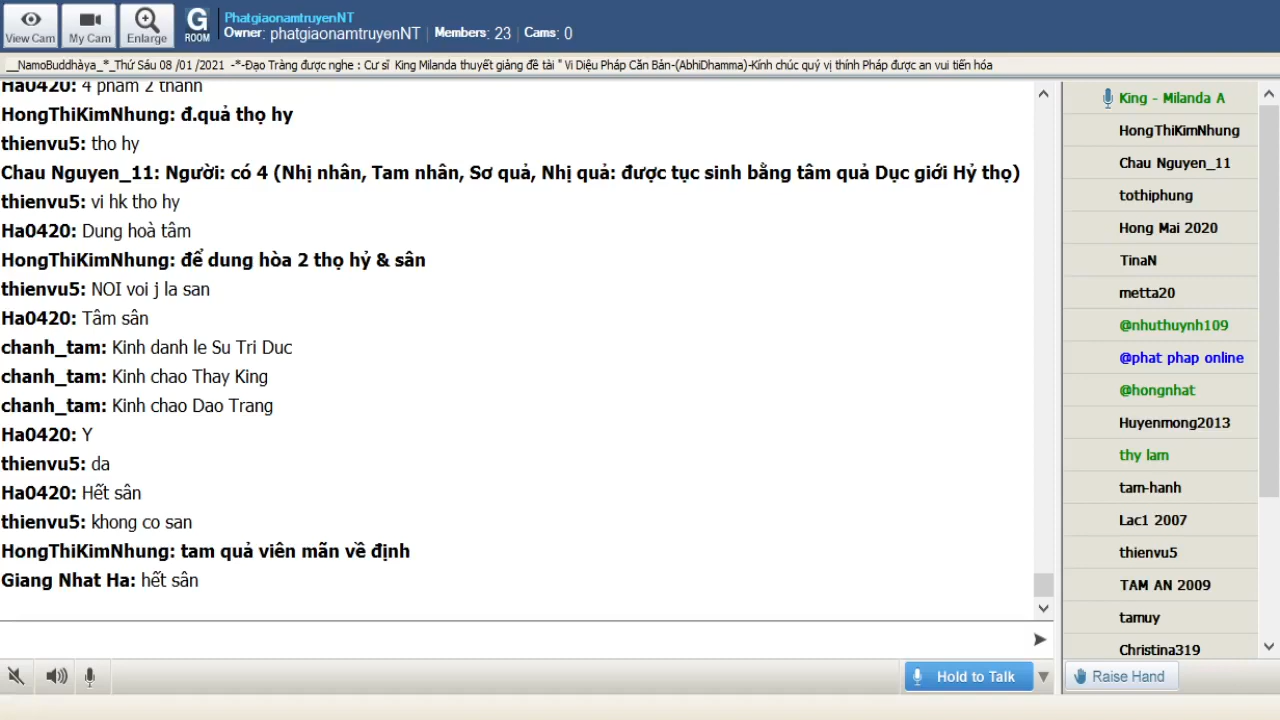 View Cam
My Cam
Enlarge
G
ROOM
PhatgiaonamtruyenNT
Owner: phatgiaonamtruyenNT | Members: 23 | Cams: 0
__NamoBuddhàya_*_Thứ Sáu 08 /01 /2021 -*-Đạo Tràng được nghe : Cư sĩ King Milanda thuyết giảng đề tài " Vi Diệu Pháp Căn Bản-(AbhiDhamma)-Kính chúc quý vị thính Pháp được an vui tiến hóa
Ha0420: 4 phàm 2 thánh
HongThiKimNhung: đ.quả thọ hy
thienvu5: tho hy
Chau Nguyen_11: Người: có 4 (Nhị nhân, Tam nhân, Sơ quả, Nhị quả: được tục sinh bằng tâm quả Dục giới Hỷ thọ)
thienvu5: vi hk tho hy
Ha0420: Dung hoà tâm
HongThiKimNhung: để dung hòa 2 thọ hỷ & sân
thienvu5: NOI voi j la san
Ha0420: Tâm sân
chanh_tam: Kinh danh le Su Tri Duc
chanh_tam: Kinh chao Thay King
chanh_tam: Kinh chao Dao Trang
Ha0420: Y
thienvu5: da
Ha0420: Hết sân
thienvu5: khong co san
HongThiKimNhung: tam quả viên mãn về định
Giang Nhat Ha: hết sân
King - Milanda A
HongThiKimNhung
Chau Nguyen_11
tothiphung
Hong Mai 2020
TinaN
metta20
@nhuthuynh109
@phat phap online
@hongnhat
Huyenmong2013
thy lam
tam-hanh
Lac1 2007
thienvu5
TAM AN 2009
tamuy
Christina319
Hold to Talk
Raise Hand